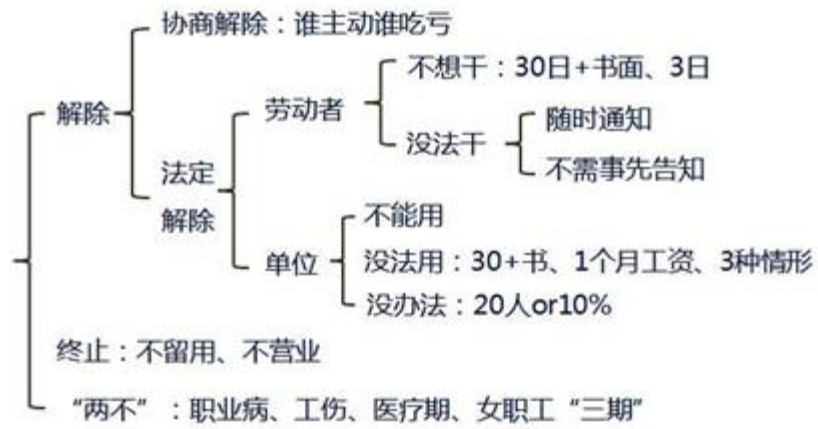 协商解除：谁主动谁吃亏
不想干：30日+书面、3日
解除
劳动者
随时通知
没法干
不需事先告知
法定
解除
不能用
单位
没法用：30+书、1个月工资、3种情形
没办法：20人or10%
终止：不留用、不营业
“两不”：职业病、工伤、医疗期、女职工“三期”